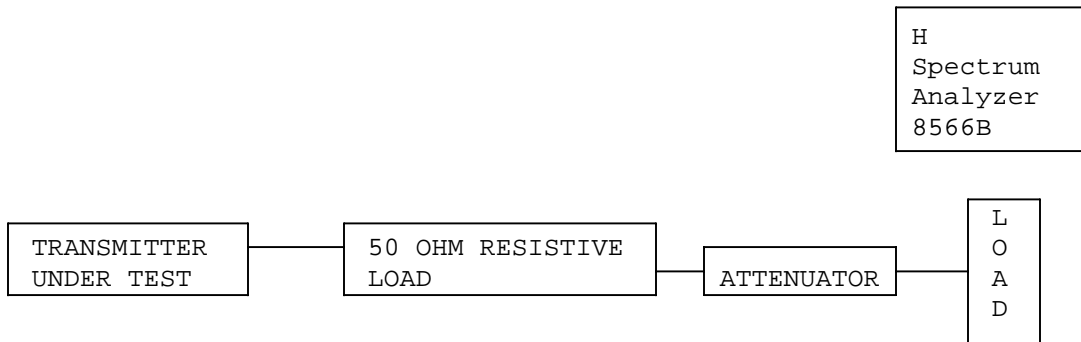 H
Spectrum
Analyzer
8566B
TRANSMITTER
UNDER TEST
50 OHM RESISTIVE
LOAD
ATTENUATOR
L
O
A
D